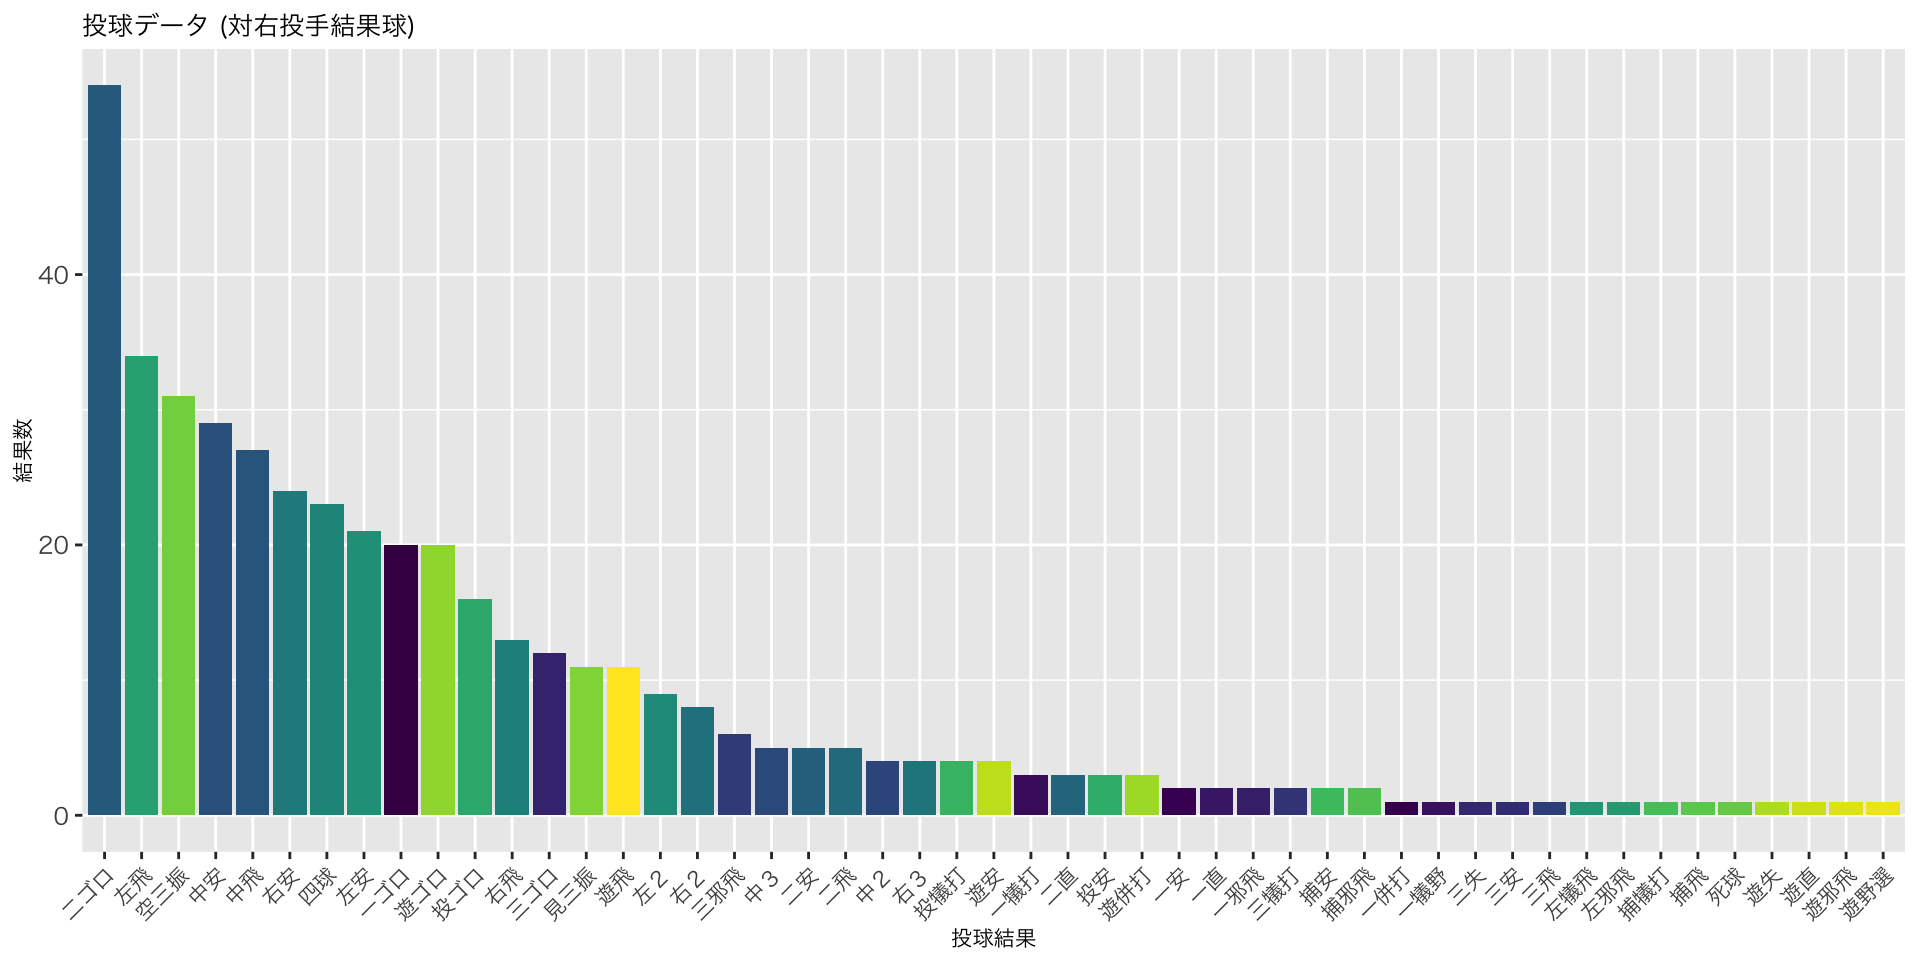 投球データ (対右投手結果球)
結果数
40
20
0
二ゴロ
左飛
空三振
中安
中飛
右安
四球
左安
一ゴロ
遊ゴロ
投ゴロ
右飛
三ゴロ
見三振
遊飛
左２
右２
三邪飛
中３
二安
二飛
中２
右３
投犠打
遊安
一犠打
二直
投安
遊併打
一安
一直
一邪飛
三犠打
捕安
捕邪飛
一併打
一犠野
三失
三安
三飛
左犠飛
左邪飛
捕犠打
捕飛
死球
遊失
遊直
遊邪飛
遊野選
投球結果